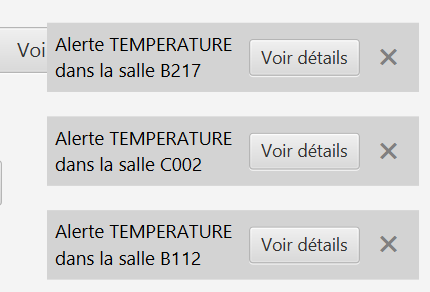 Voi
Alerte TEMPERATURE
dans la salle B217
Voir détails
Alerte TEMPERATURE
dans la salle C002
Voir détails
Alerte TEMPERATURE
dans la salle B112
Voir détails